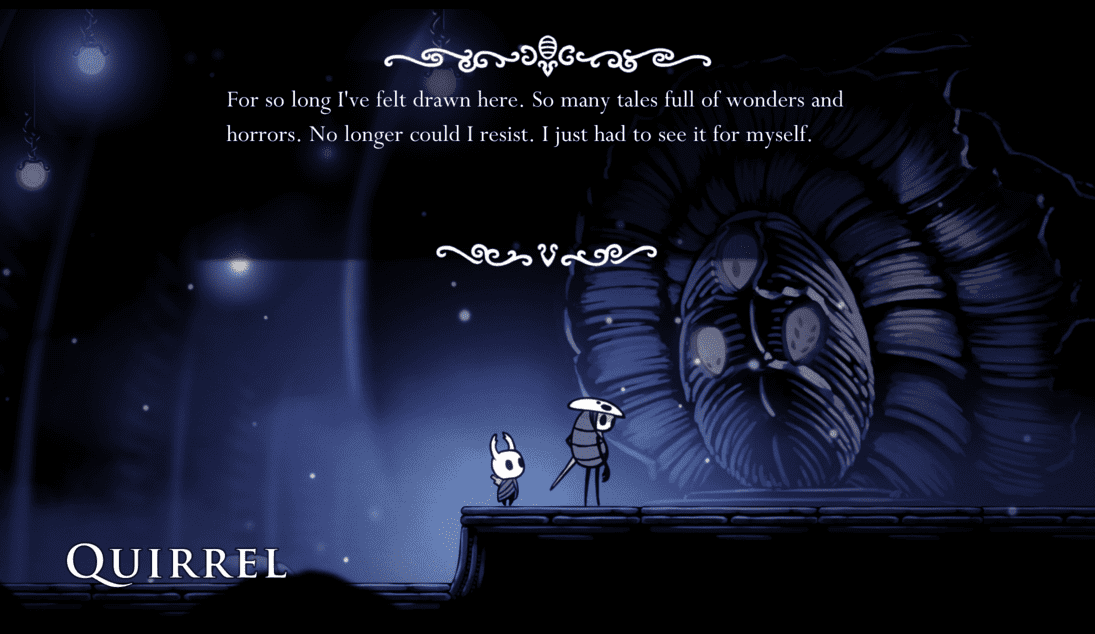 For so long I've felt drawn here. So many tales full of wonders and
horrors. No longer could I resist. I just had to see it for myself.
QUIRREL